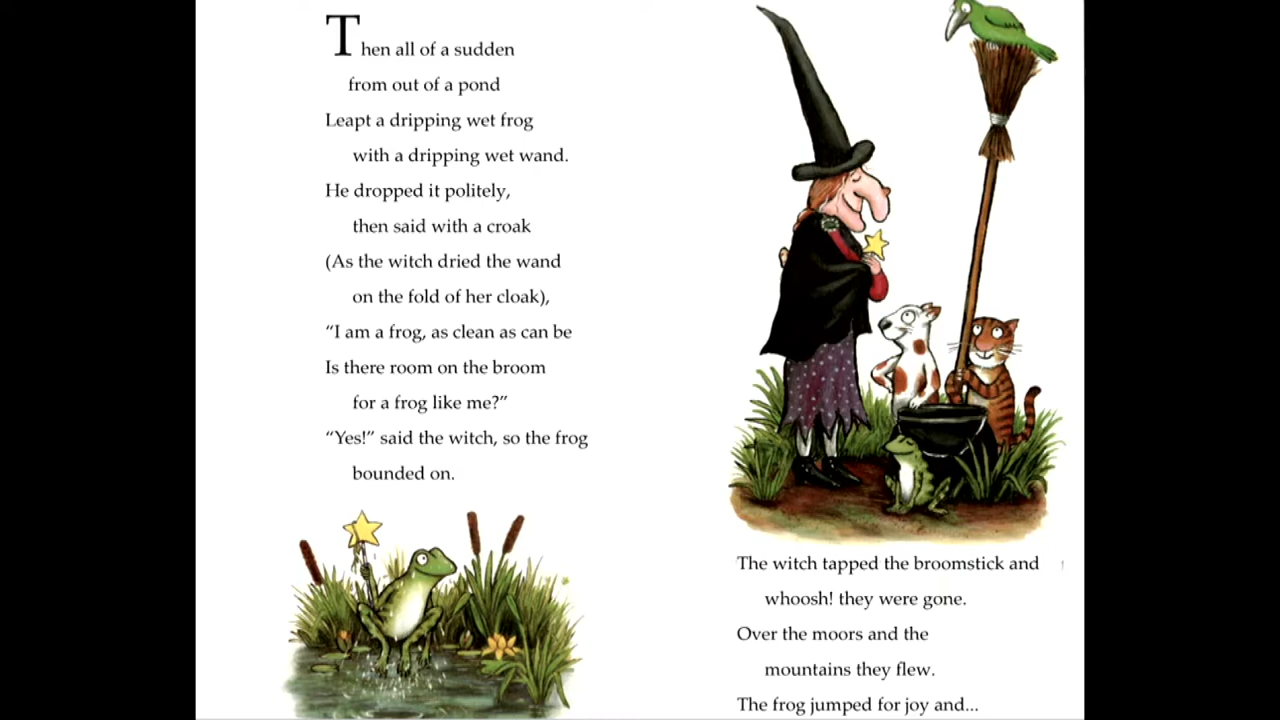 Then all of a sudden
from out of a pond
Leapt a dripping wet frog
with a dripping wet wand.
He dropped it politely,
then said with a croak
(As the witch dried the wand
on the fold of her cloak),
“I am a frog, as clean as can be
Is there room on the broom
for a frog like me?”
“Yes!” said the witch, so the frog
bounded on.
The witch tapped the broomstick and
whoosh! they were gone.
Over the moors and the
mountains they flew.
The frog jumped for joy and...